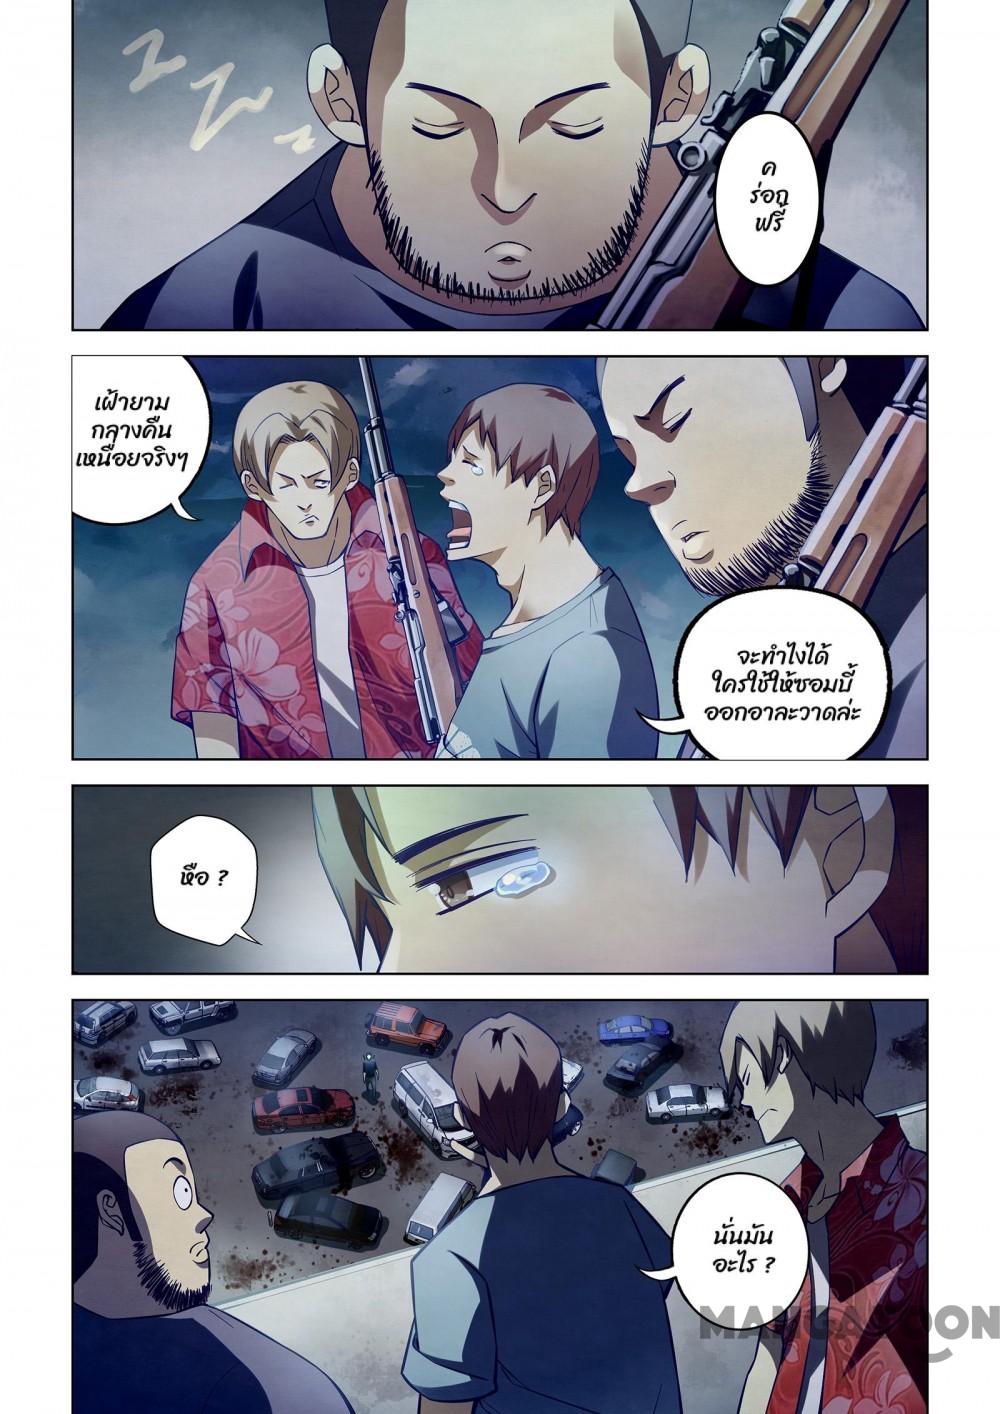 ZZZ
ค
ร่อก
ฟรี้
เฝ้ายาม
กลางคืน
เหนื่อยจริงๆ
จะทำไงได้
ใครใช้ให้ซอมบี้
ออกอาละวาดล่ะ
หือ ?
นั่นมัน
อะไร ?
MANGA
OON